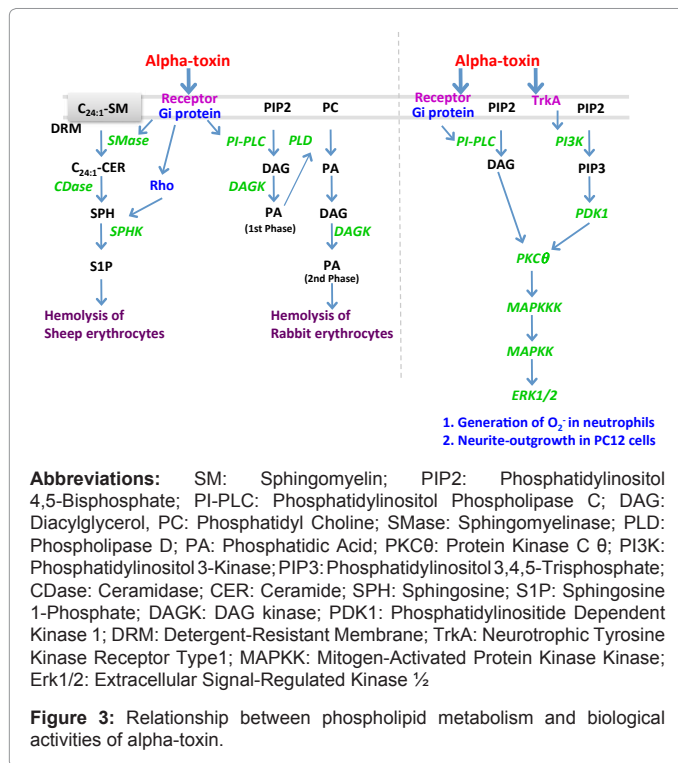 Alpha-toxin Alpha-toxin
C24:1-SM Receptor PIP2 PC Receptor PIP2 TrkA PIP2
Gi protein Gi protein
DRM SMase PI-PLC PLD PI-PLC PI3K
C24:1-CER DAG PA DAG PIP3
CDase Rho DAGK
SPH PA DAG PDK1
(1st Phase)
SPHK DAGK
S1P PA PKCθ
(2nd Phase)
Hemolysis of Hemolysis of MAPKKK
Sheep erythrocytes Rabbit erythrocytes
MAPKK
ERK1/2
1. Generation of O2- in neutrophils
2. Neurite-outgrowth in PC12 cells
Abbreviations: SM: Sphingomyelin; PIP2: Phosphatidylinositol
4,5-Bisphosphate; PI-PLC: Phosphatidylinositol Phospholipase C; DAG:
Diacylglycerol, PC: Phosphatidyl Choline; SMase: Sphingomyelinase; PLD:
Phospholipase D; PA: Phosphatidic Acid; PKCθ: Protein Kinase C θ; PI3K:
Phosphatidylinositol 3-Kinase; PIP3: Phosphatidylinositol 3,4,5-Trisphosphate;
CDase: Ceramidase; CER: Ceramide; SPH: Sphingosine; S1P: Sphingosine
1-Phosphate; DAGK: DAG kinase; PDK1: Phosphatidylinositide Dependent
Kinase 1; DRM: Detergent-Resistant Membrane; TrkA: Neurotrophic Tyrosine
Kinase Receptor Type1; MAPKK: Mitogen-Activated Protein Kinase Kinase;
Erk1/2: Extracellular Signal-Regulated Kinase ½
Figure 3: Relationship between phospholipid metabolism and biological
activities of alpha-toxin.